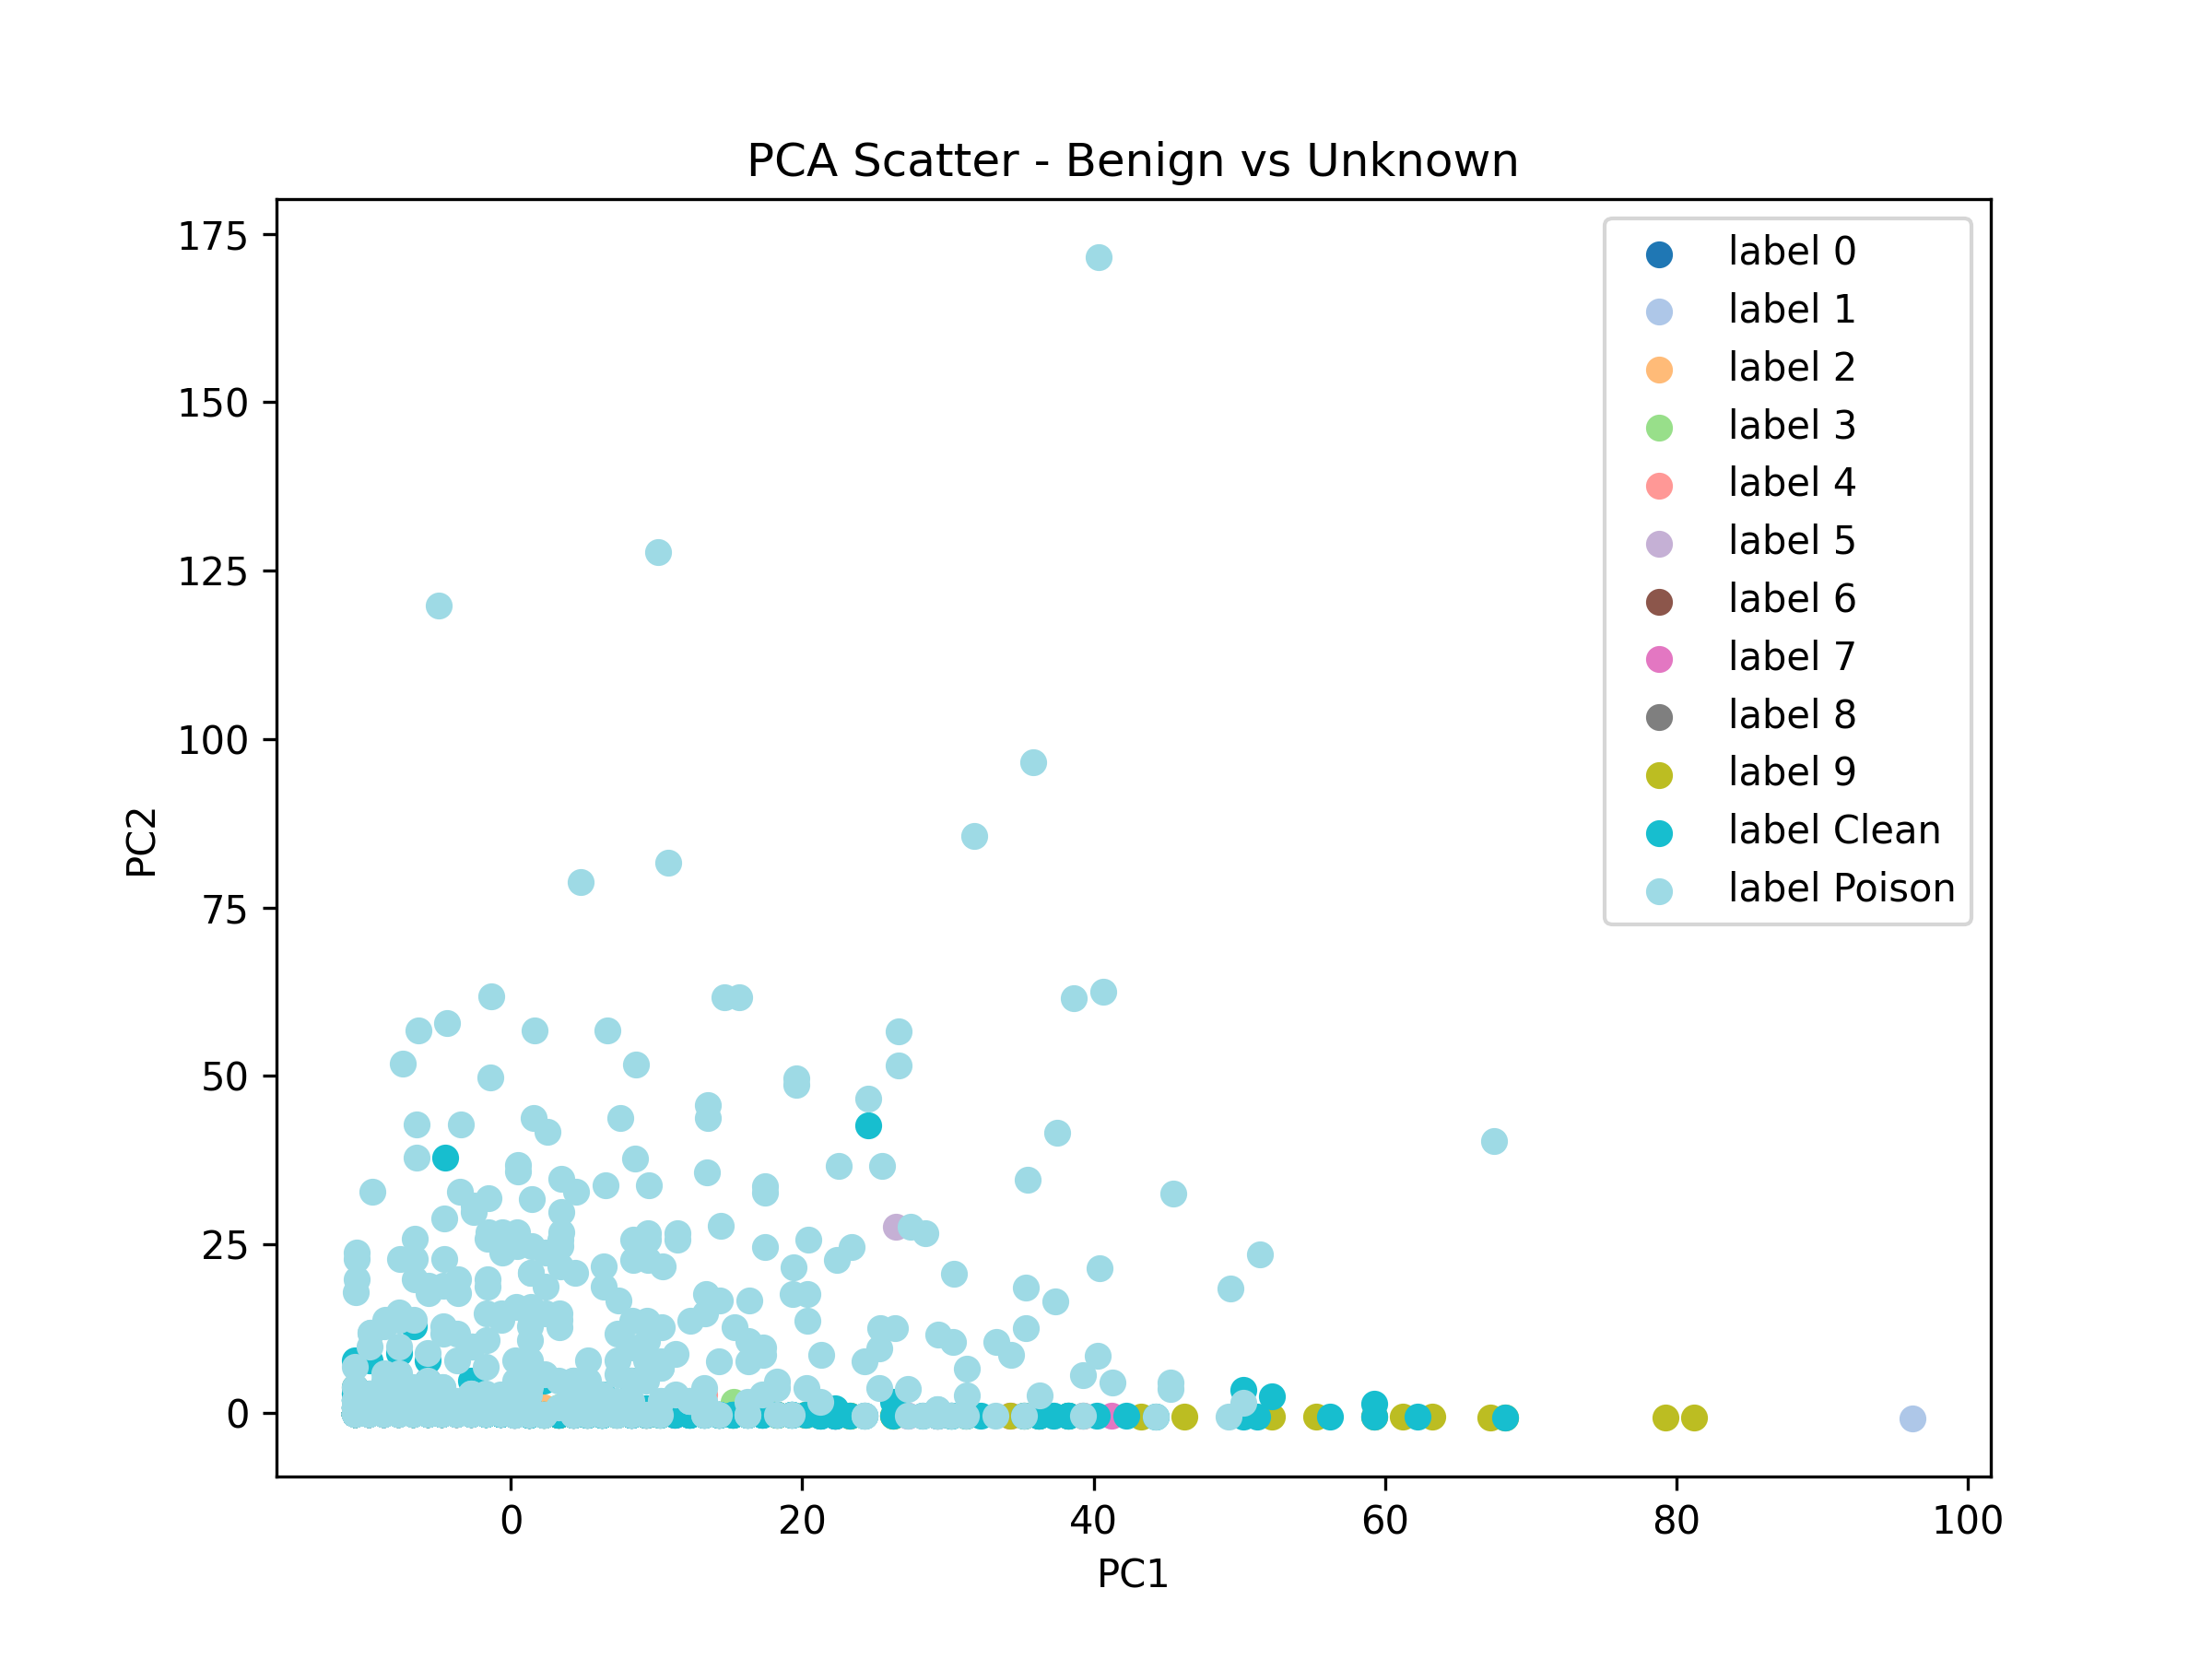 PCA Scatter - Benign vs Unknown
175
150
125
100
75
50
25
0
PC2
0
20
40
60
80
100
PC1
label 0
label 1
label 2
label 3
label 4
label 5
label 6
label 7
label 8
label 9
label Clean
label Poison